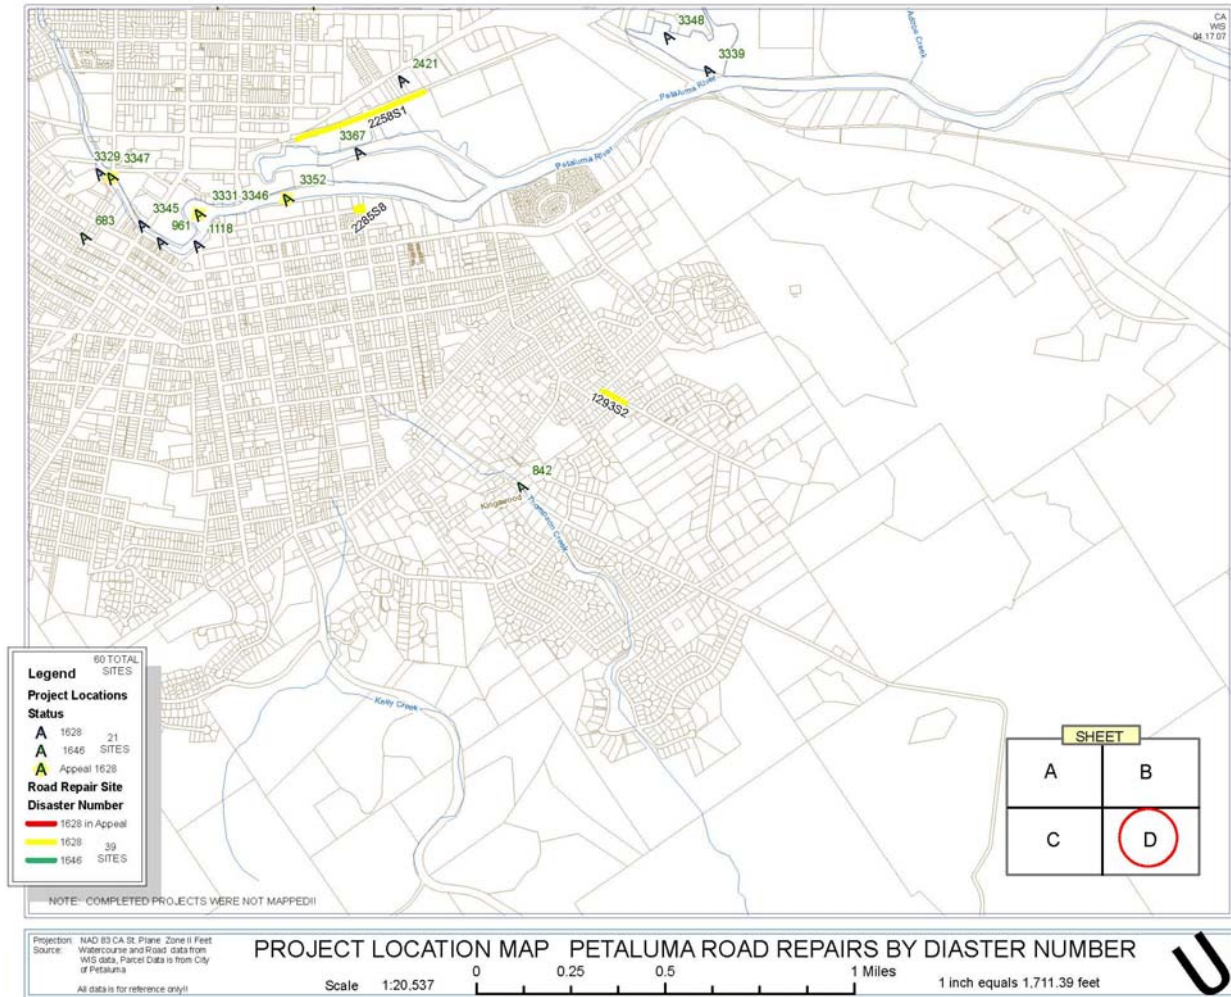 CA
WIS
04.17.07
3348
3339
Adobe Creek
2421
Petaluma River
2258S1
3367
Petaluma River
3329 3347
3352
3331 3346
3345
2285S8
683
961
1118
1293S2
842
Kingswood
Thompson Creek
Kelly Creek
Legend
60 TOTAL
SITES
Project Locations
Status
A 1628
21
A 1646
SITES
A Appeal 1628
Road Repair Site
Disaster Number
1628 in Appeal
1628
39
SITES
1646
SHEET
A B
C D
NOTE: COMPLETED PROJECTS WERE NOT MAPPED!!
Projection: NAD 83 CA St. Plane Zone II Feet
Source: Watercourse and Road data from
WIS data, Parcel Data is from City
of Petaluma
All data is for reference only!!
PROJECT LOCATION MAP PETALUMA ROAD REPAIRS BY DIASTER NUMBER
Scale 1:20,537
0 0.25 0.5 1 Miles
1 inch equals 1,711.39 feet